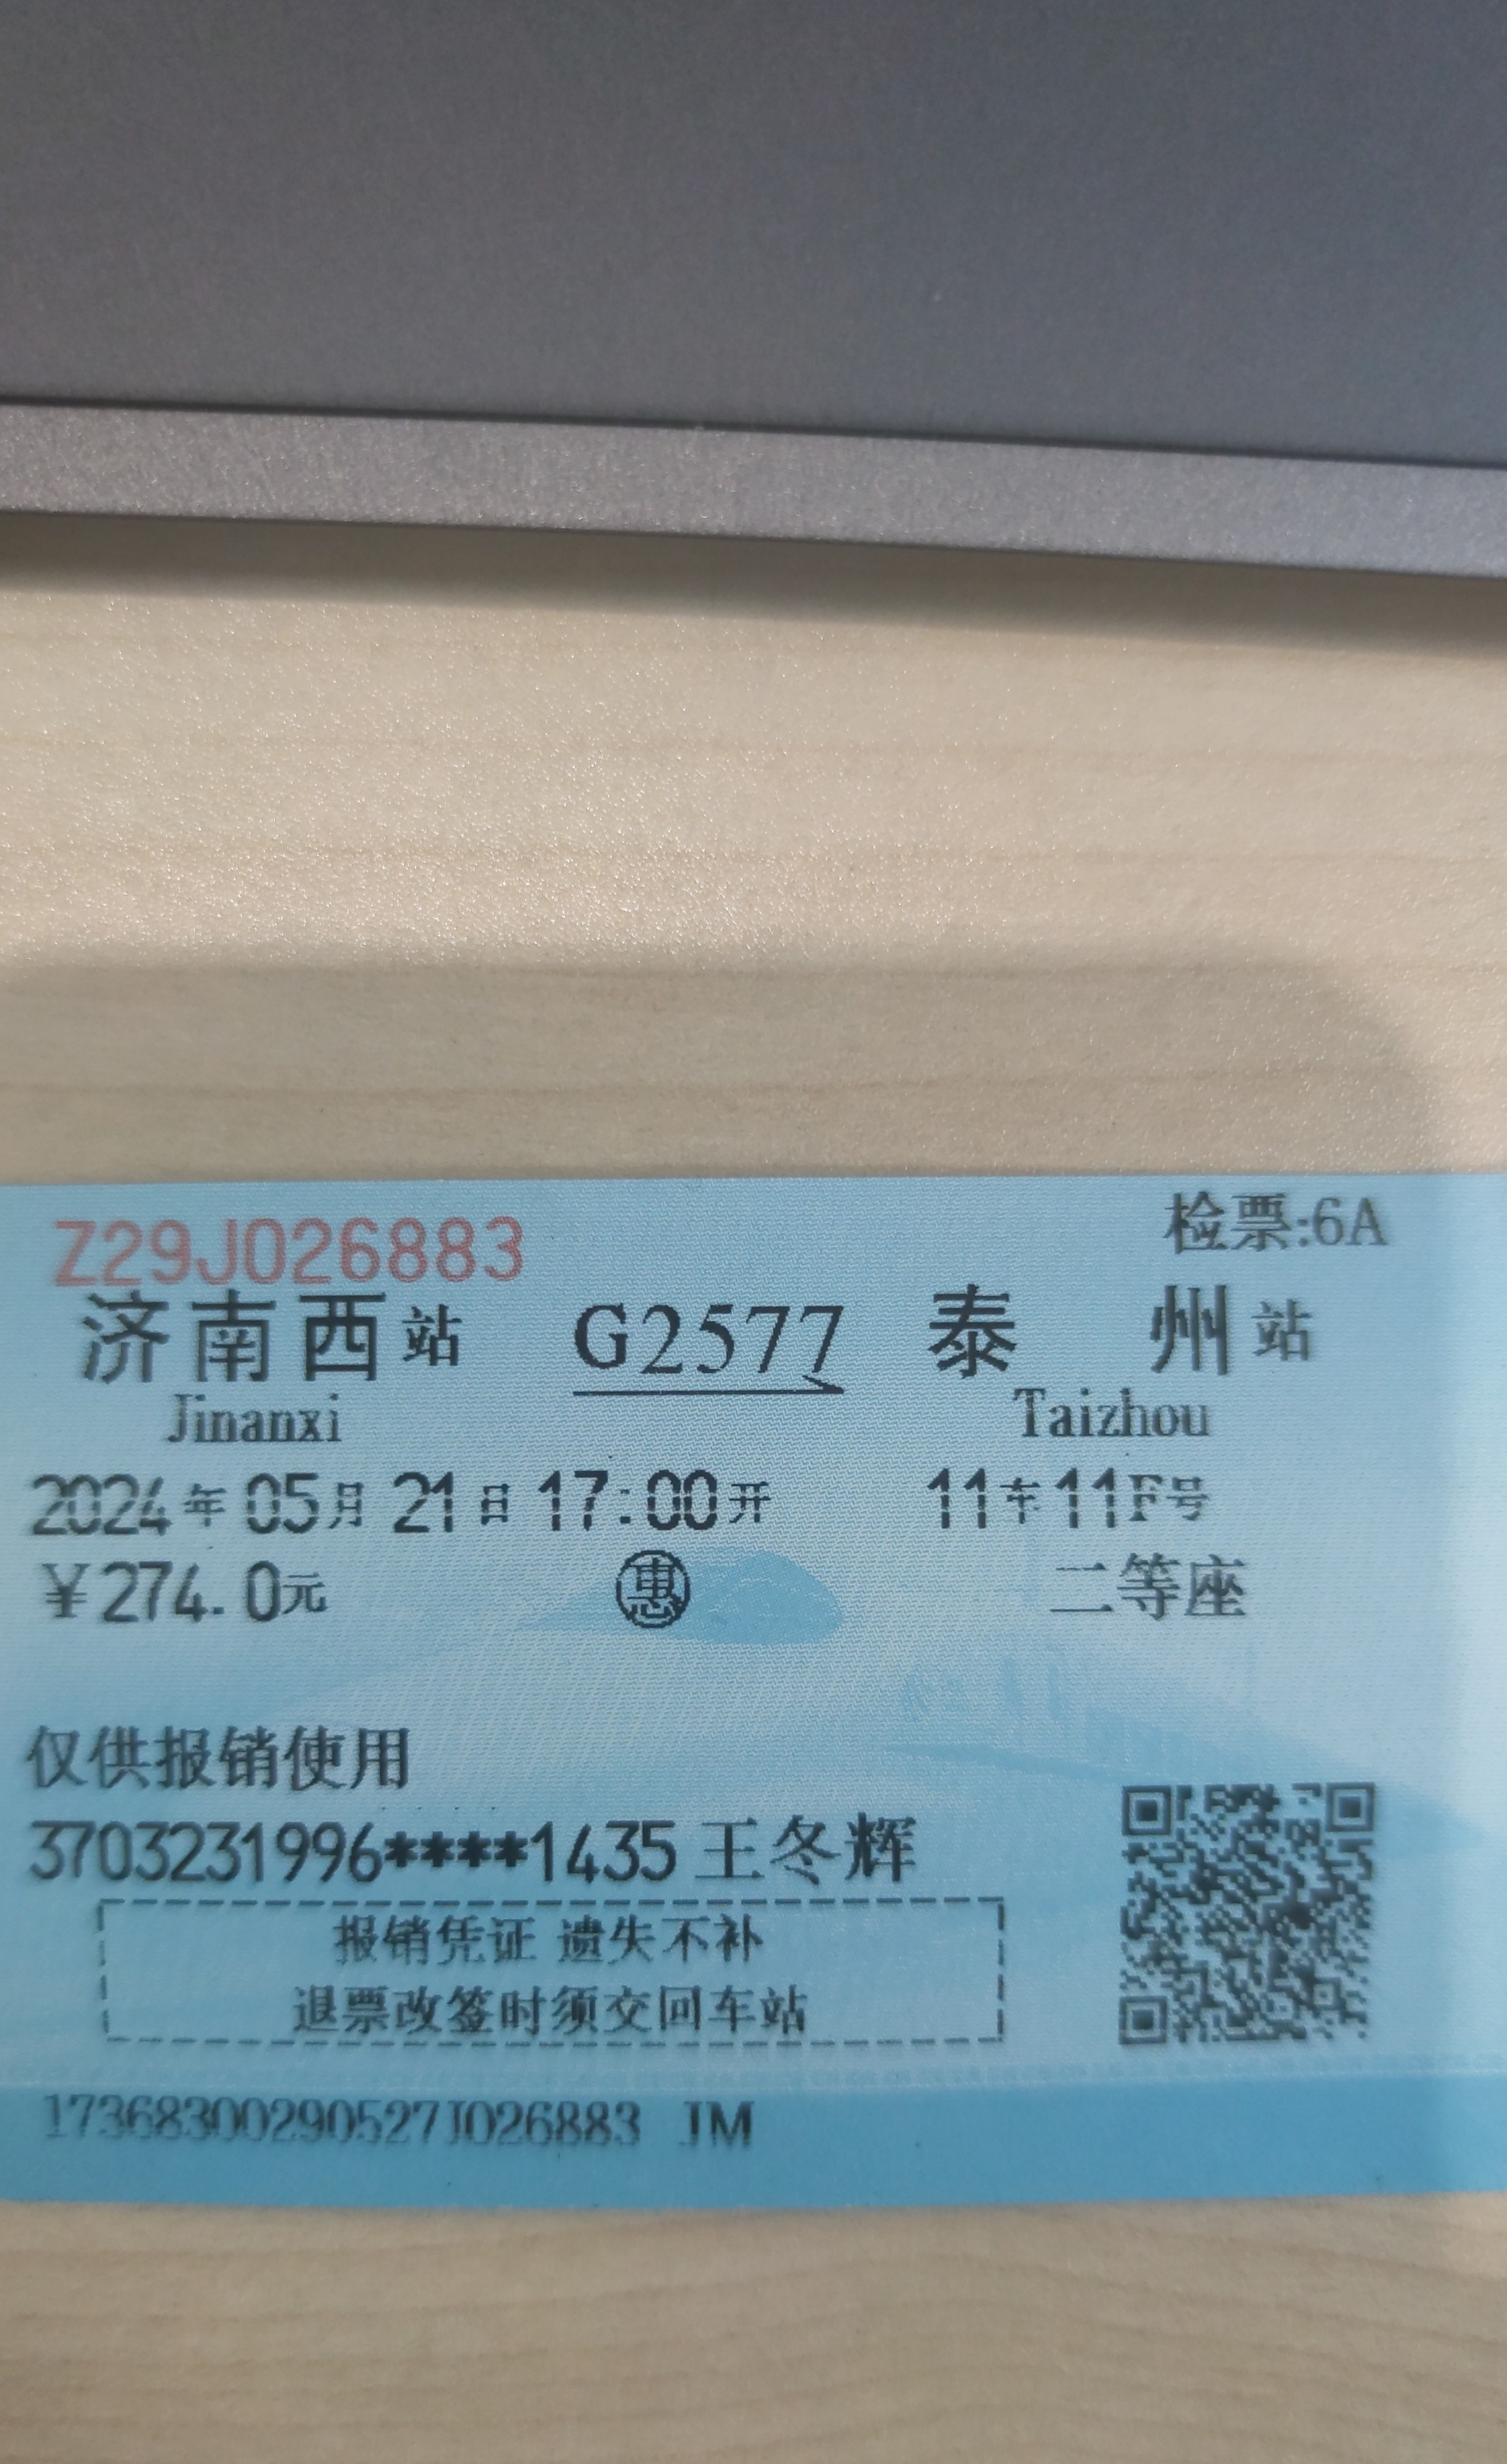 Z29J026883 检票:6A
济南西站 G2577 泰州站
Jinanxi Taizhou
2024年05月21日17:00开 11车11F号
￥274.0元 惠 二等座
仅供报销使用
3703231996****1435 王冬辉
报销凭证 遗失不补
退票改签时须交回车站
17368300290527J026883 JM